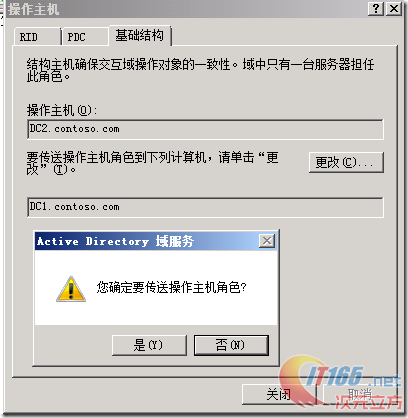 操作主机
RID
PDC
基础结构
结构主机确保交互域操作对象的一致性。域中只有一台服务器担任
此角色。
操作主机(O):
DC2.contoso.com
要传送操作主机角色到下列计算机，请单击“更
改”(T)。
更改(C)...
DC1.contoso.com
Active Directory 域服务
您确定要传送操作主机角色?
是(Y)
否(N)
关闭
取消
IT165.net
次元立方